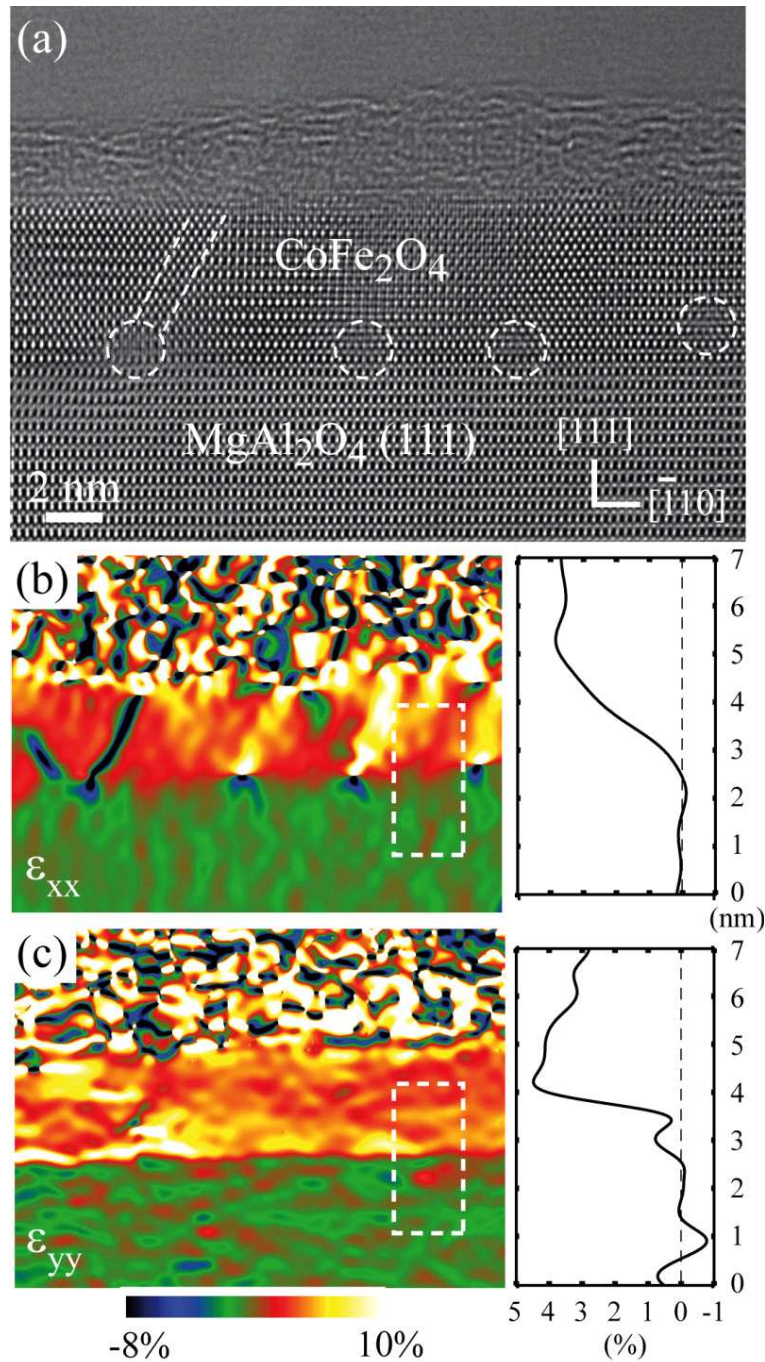 (a)
CoFe₂O₄
MgAl₂O₄ (111)
[111]
[1̄10]
2 nm
(b)
εxx
7
6
5
4
3
2
1
0
(nm)
(c)
εyy
7
6
5
4
3
2
1
0
5 4 3 2 1 0 -1
(%)
-8% 10%